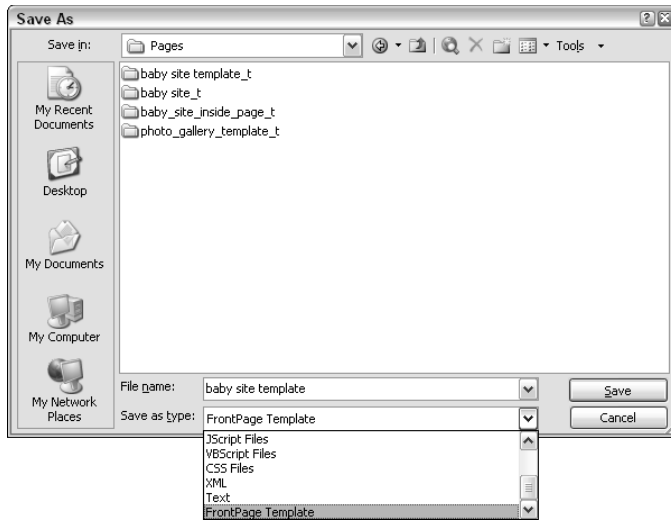 Save As
Save in:
Pages
Tools
baby site template_t
baby site_t
baby_site_inside_page_t
photo_gallery_template_t
My Recent
Documents
Desktop
My Documents
My Computer
My Network
Places
File name:
baby site template
Save
Save as type:
FrontPage Template
Cancel
JScript Files
VBScript Files
CSS Files
XML
Text
FrontPage Template